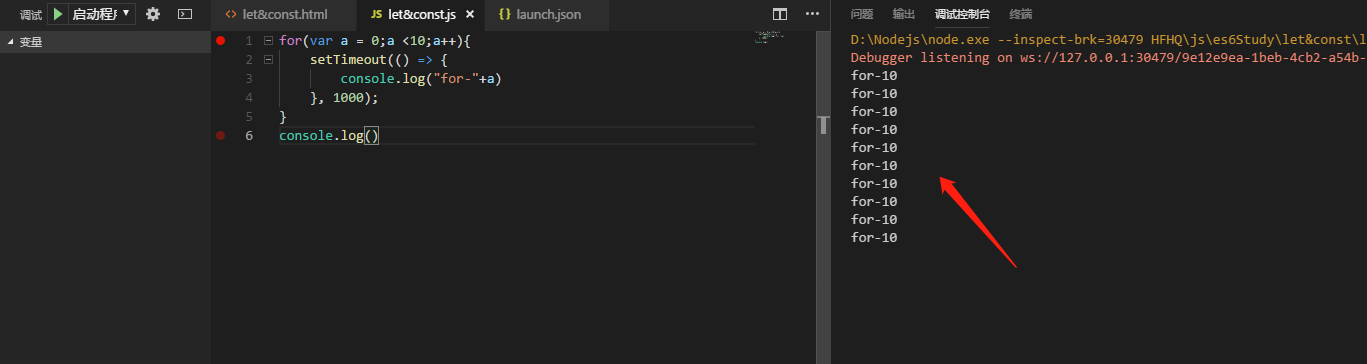 调试 启动程序 let&const.html JS let&const.js × {} launch.json ···
变量
1 for(var a = 0;a <10;a++){
2 setTimeout(() => {
3 console.log("for-"+a)
4 }, 1000);
5 }
6 console.log()
问题 输出 调试控制台 终端
D:\Nodejs\node.exe --inspect-brk=30479 HFHQ\js\es6Study\let&const\l
Debugger listening on ws://127.0.0.1:30479/9e12e9ea-1beb-4cb2-a54b-
for-10
for-10
for-10
for-10
for-10
for-10
for-10
for-10
for-10
for-10